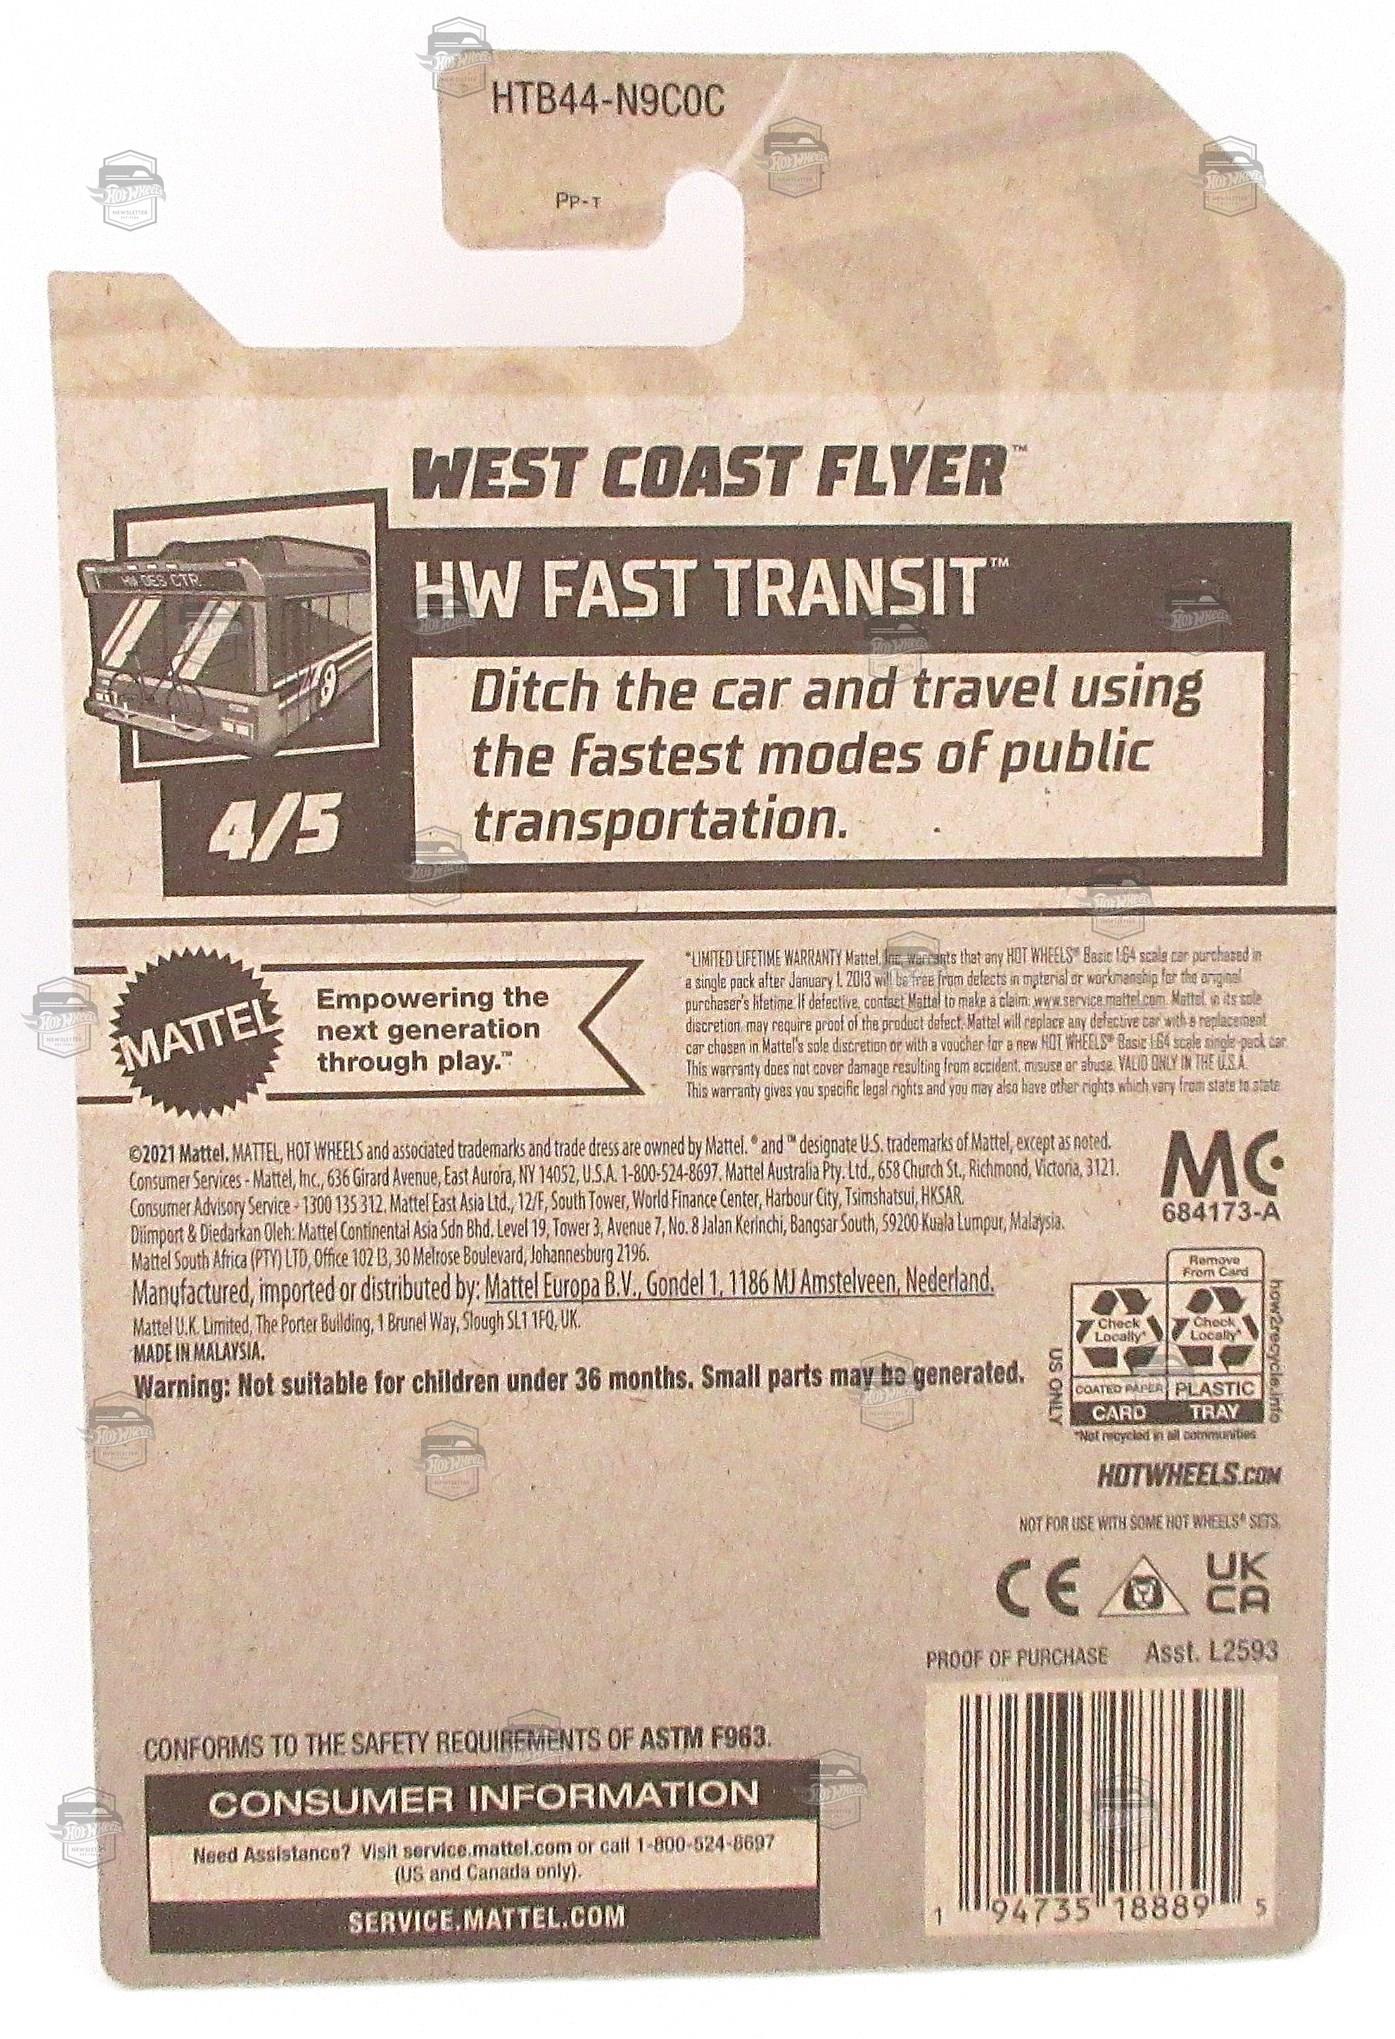 HTB44-N9C0C
PP-T
WEST COAST FLYER™
HW DES CTR
HW FAST TRANSIT™
Ditch the car and travel using
the fastest modes of public
transportation.
4/5
MATTEL
Empowering the
next generation
through play.™
*LIMITED LIFETIME WARRANTY Mattel, Inc. warrants that any HOT WHEELS® Basic 1:64 scale car purchased in
a single pack after January 1, 2013 will be free from defects in material or workmanship for the original
purchaser's lifetime. If defective, contact Mattel to make a claim: www.service.mattel.com. Mattel, in its sole
discretion, may require proof of the product defect. Mattel will replace any defective car with a replacement
car chosen in Mattel's sole discretion or with a voucher for a new HOT WHEELS® Basic 1:64 scale single-pack car.
This warranty does not cover damage resulting from accident, misuse or abuse. VALID ONLY IN THE U.S.A.
This warranty gives you specific legal rights and you may also have other rights which vary from state to state.
©2021 Mattel. MATTEL, HOT WHEELS and associated trademarks and trade dress are owned by Mattel. ® and ™ designate U.S. trademarks of Mattel, except as noted.
Consumer Services - Mattel, Inc., 636 Girard Avenue, East Aurora, NY 14052, U.S.A. 1-800-524-8697. Mattel Australia Pty. Ltd., 658 Church St., Richmond, Victoria, 3121.
Consumer Advisory Service - 1300 135 312. Mattel East Asia Ltd., 12/F, South Tower, World Finance Center, Harbour City, Tsimshatsui, HKSAR.
Diimport & Diedarkan Oleh: Mattel Continental Asia Sdn Bhd. Level 19, Tower 3, Avenue 7, No. 8 Jalan Kerinchi, Bangsar South, 59200 Kuala Lumpur, Malaysia.
Mattel South Africa (PTY) LTD, Office 102 I3, 30 Melrose Boulevard, Johannesburg 2196.
Manufactured, imported or distributed by: Mattel Europa B.V., Gondel 1, 1186 MJ Amstelveen, Nederland.
Mattel U.K. Limited, The Porter Building, 1 Brunel Way, Slough SL1 1FQ, UK.
MADE IN MALAYSIA.
Warning: Not suitable for children under 36 months. Small parts may be generated.
MC
684173-A
Remove
From Card
Check Locally* Check Locally*
COATED PAPER PLASTIC
CARD TRAY
US ONLY
how2recycle.info
*Not recycled in all communities
HOTWHEELS.COM
NOT FOR USE WITH SOME HOT WHEELS® SETS.
CE UK CA
PROOF OF PURCHASE Asst. L2593
1 94735 18889 5
CONFORMS TO THE SAFETY REQUIREMENTS OF ASTM F963.
CONSUMER INFORMATION
Need Assistance? Visit service.mattel.com or call 1-800-524-8697
(US and Canada only).
SERVICE.MATTEL.COM